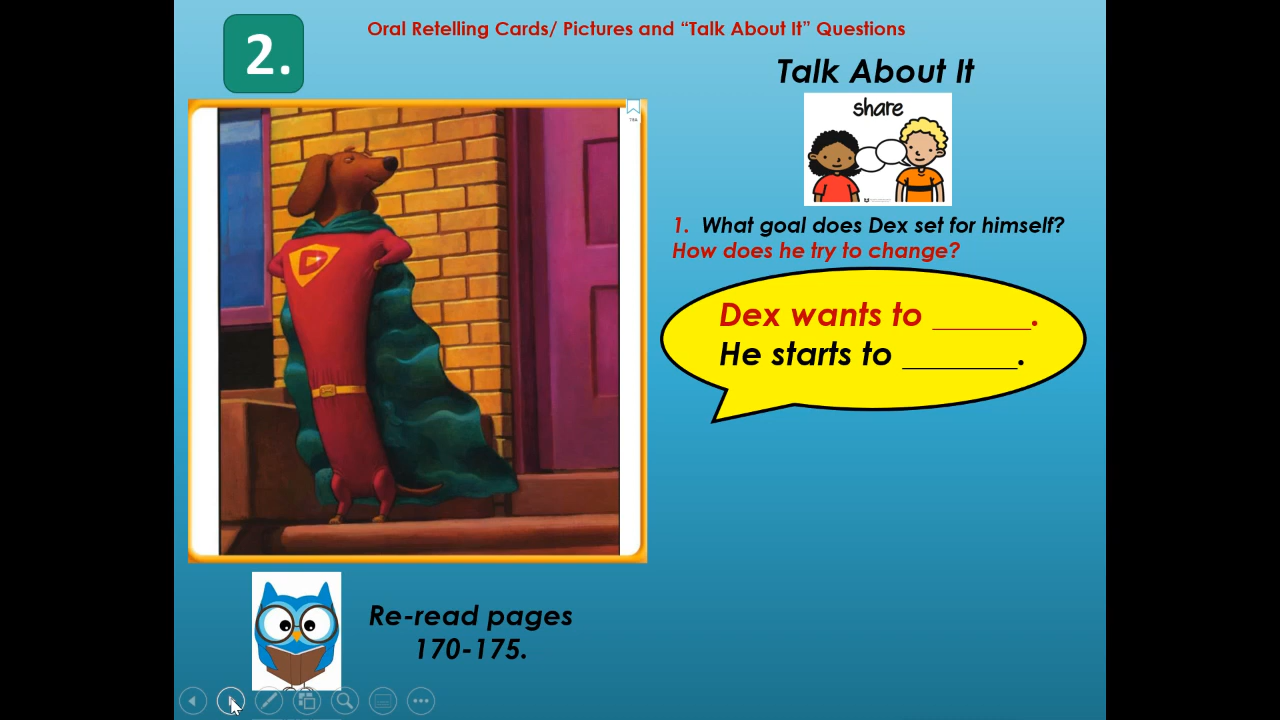 2.
Oral Retelling Cards/ Pictures and “Talk About It” Questions
Talk About It
share
1. What goal does Dex set for himself?
How does he try to change?
Dex wants to _______.
He starts to ________.
D
Re-read pages
170-175.